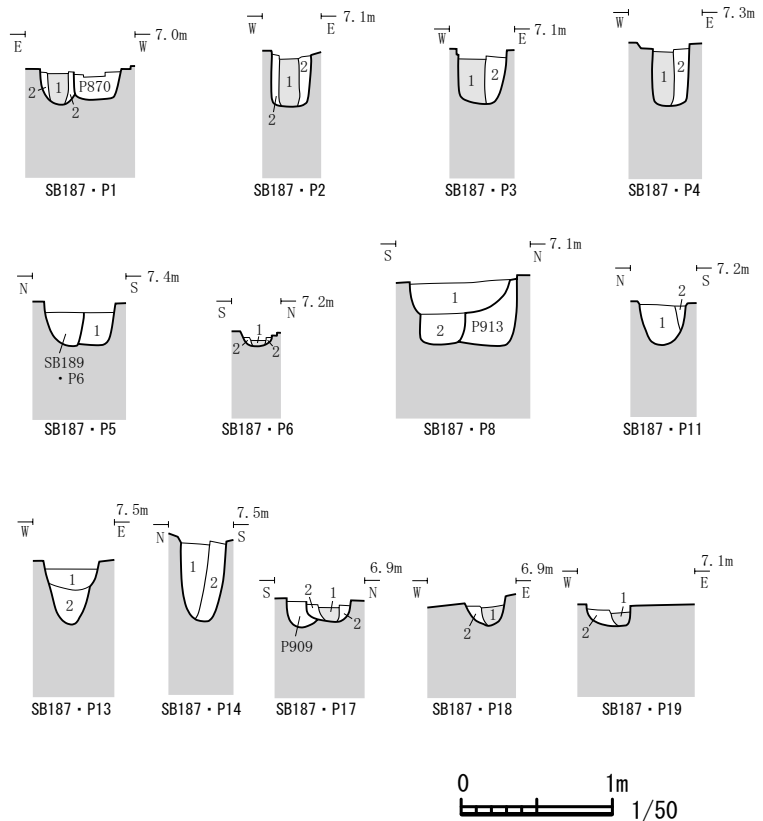 E W 7.0m
2 1 P870 2
SB187・P1
W E 7.1m
1 2
2
SB187・P2
W E 7.1m
1 2
SB187・P3
W E 7.3m
1 2
SB187・P4
N S 7.4m
1
SB189
・P6
SB187・P5
S N 7.2m
1
2 2
SB187・P6
S N 7.1m
1
2 P913
SB187・P8
N S 7.2m
2
1
SB187・P11
W E 7.5m
1
2
SB187・P13
N S 7.5m
1 2
SB187・P14
S N 6.9m
2 1
2
P909
SB187・P17
W E 6.9m
2 1
SB187・P18
W E 7.1m
1
2
SB187・P19
0 1m
1/50